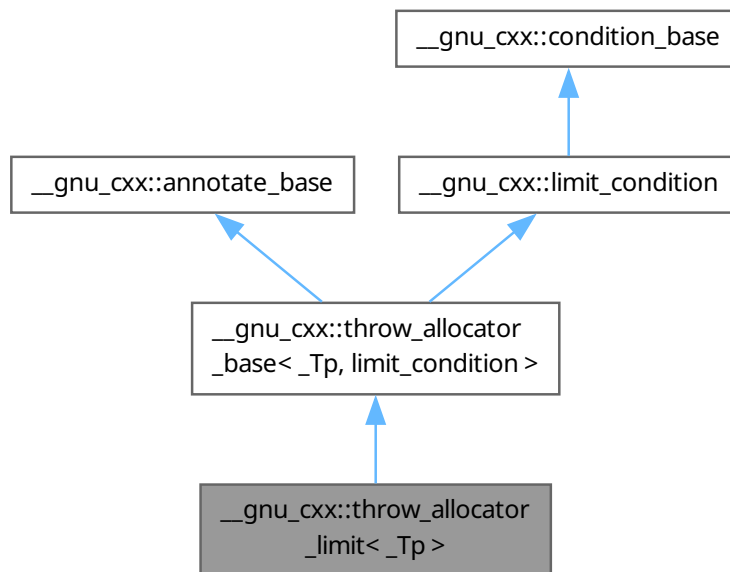 __gnu_cxx::condition_base
__gnu_cxx::annotate_base
__gnu_cxx::limit_condition
__gnu_cxx::throw_allocator
_base< _Tp, limit_condition >
__gnu_cxx::throw_allocator
_limit< _Tp >